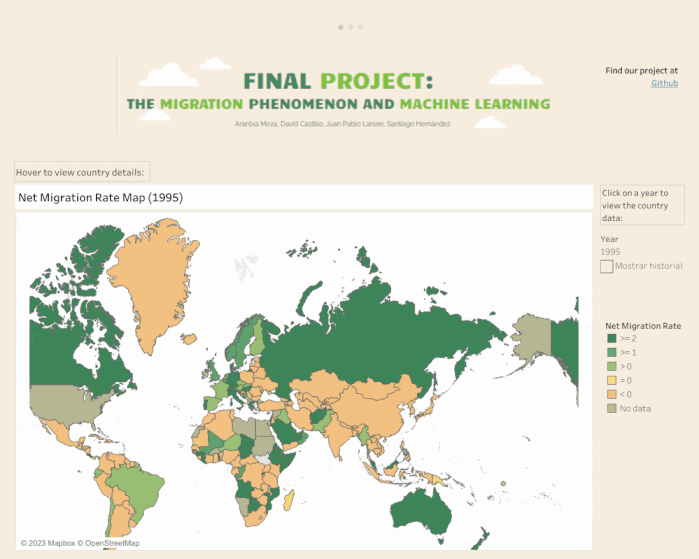 FINAL PROJECT:
THE MIGRATION PHENOMENON AND MACHINE LEARNING
Arantxa Meza, David Castillo, Juan Pablo Larsen, Santiago Hernández
Find our project at
Github
Hover to view country details:
Net Migration Rate Map (1995)
Click on a year to
view the country
data:
Year
1995
Mostrar historial
Net Migration Rate
>= 2
>= 1
> 0
= 0
< 0
No data
© 2023 Mapbox © OpenStreetMap